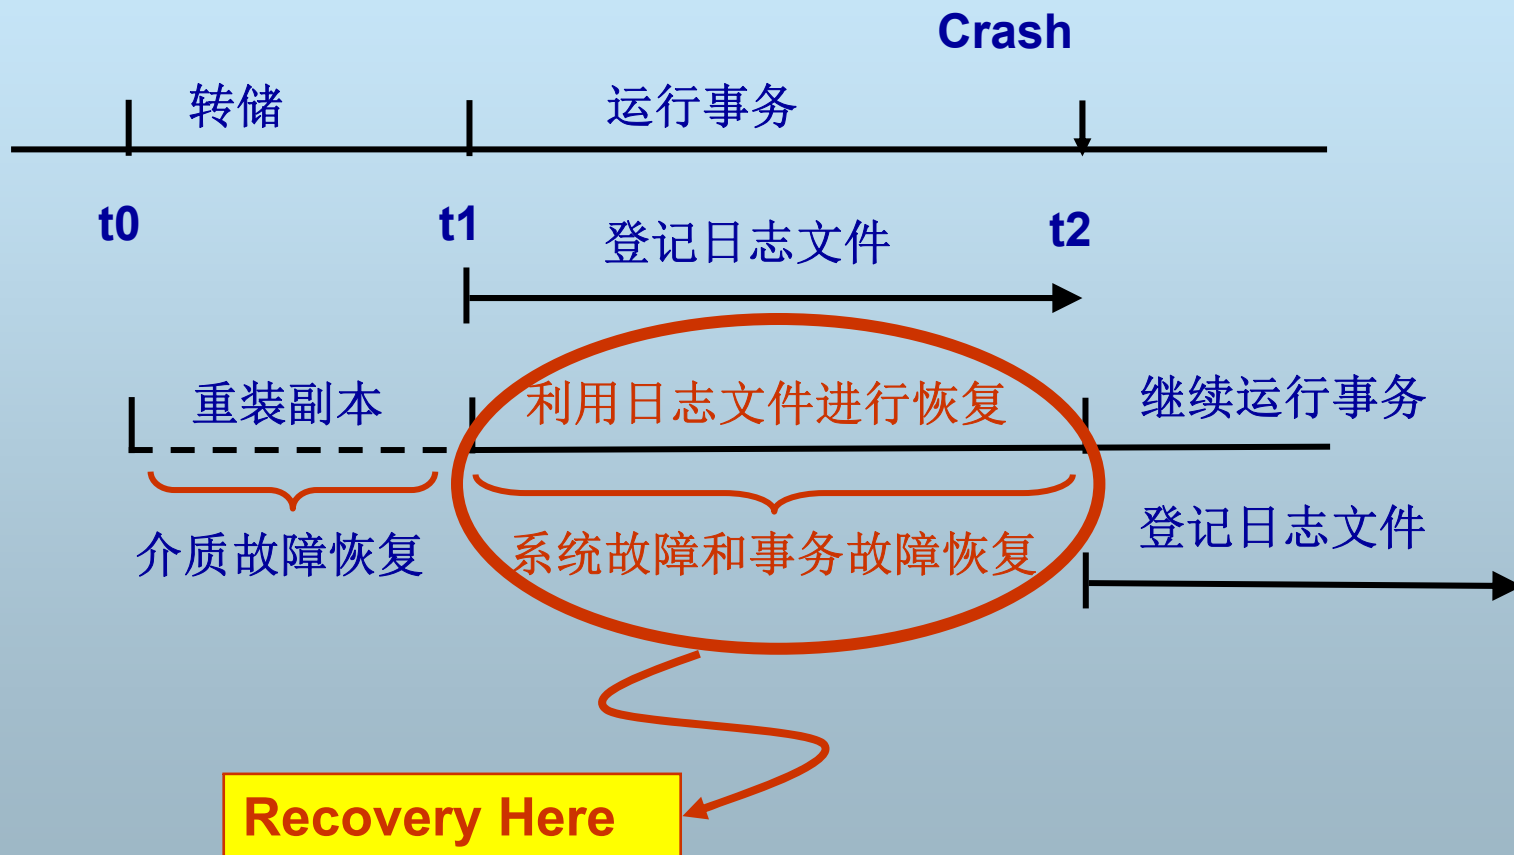 Crash
转储
运行事务
t0
t1
登记日志文件
t2
重装副本
利用日志文件进行恢复
继续运行事务
介质故障恢复
系统故障和事务故障恢复
登记日志文件
Recovery Here